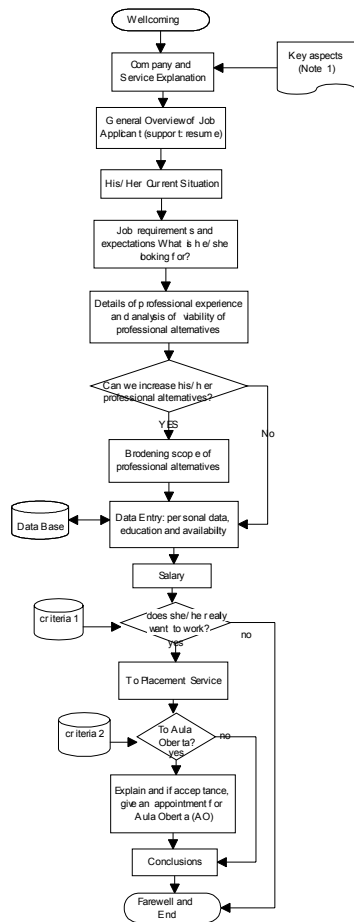 Wellcoming
Company and
Service Explanation
Key aspects
(Note 1)
General Overview of Job
Applicant (support: resume)
His/Her Current Situation
Job requirements and
expectations What is he/she
looking for?
Details of professional experience
and analysis of viability of
professional alternatives
Can we increase his/her
professional alternatives?
YES
No
Brodening scope of
professional alternatives
Data Base
Data Entry: personal data,
education and availabilty
Salary
criteria 1
does she/he really
want to work?
yes
no
To Placement Service
criteria 2
To Aula
Oberta?
yes
no
Explain and if acceptance,
give an appointment for
Aula Oberta (AO)
Conclusions
Farewell and
End